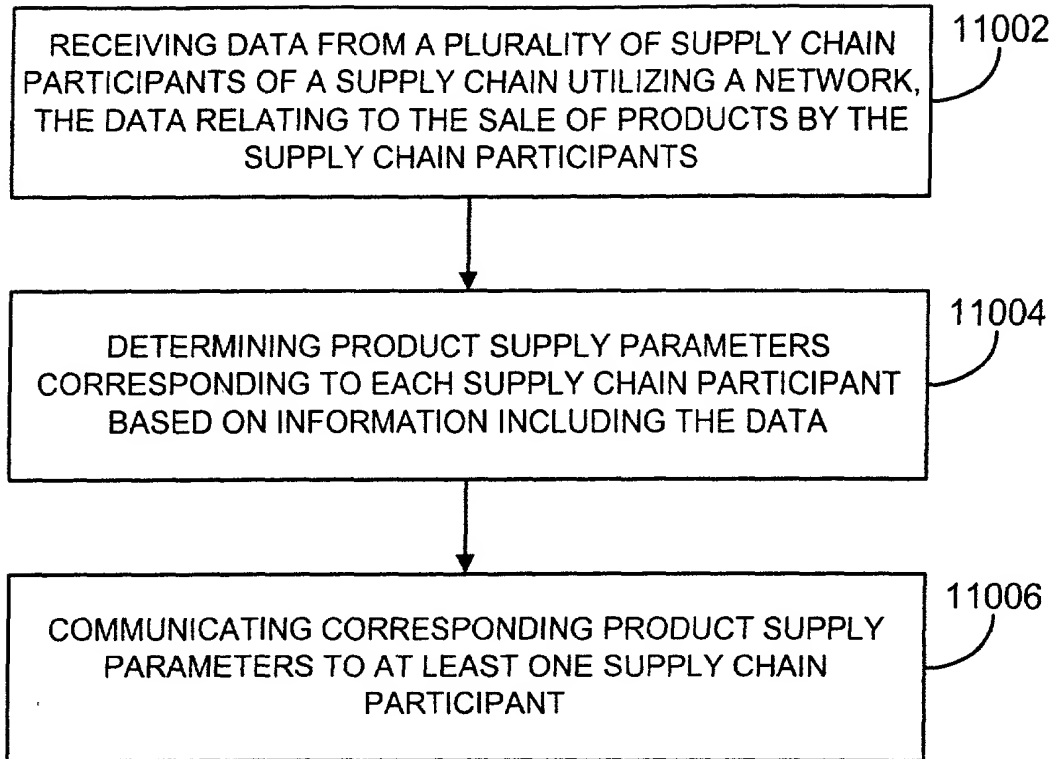 RECEIVING DATA FROM A PLURALITY OF SUPPLY CHAIN
PARTICIPANTS OF A SUPPLY CHAIN UTILIZING A NETWORK,
THE DATA RELATING TO THE SALE OF PRODUCTS BY THE
SUPPLY CHAIN PARTICIPANTS
11002
DETERMINING PRODUCT SUPPLY PARAMETERS
CORRESPONDING TO EACH SUPPLY CHAIN PARTICIPANT
BASED ON INFORMATION INCLUDING THE DATA
11004
COMMUNICATING CORRESPONDING PRODUCT SUPPLY
PARAMETERS TO AT LEAST ONE SUPPLY CHAIN
PARTICIPANT
11006